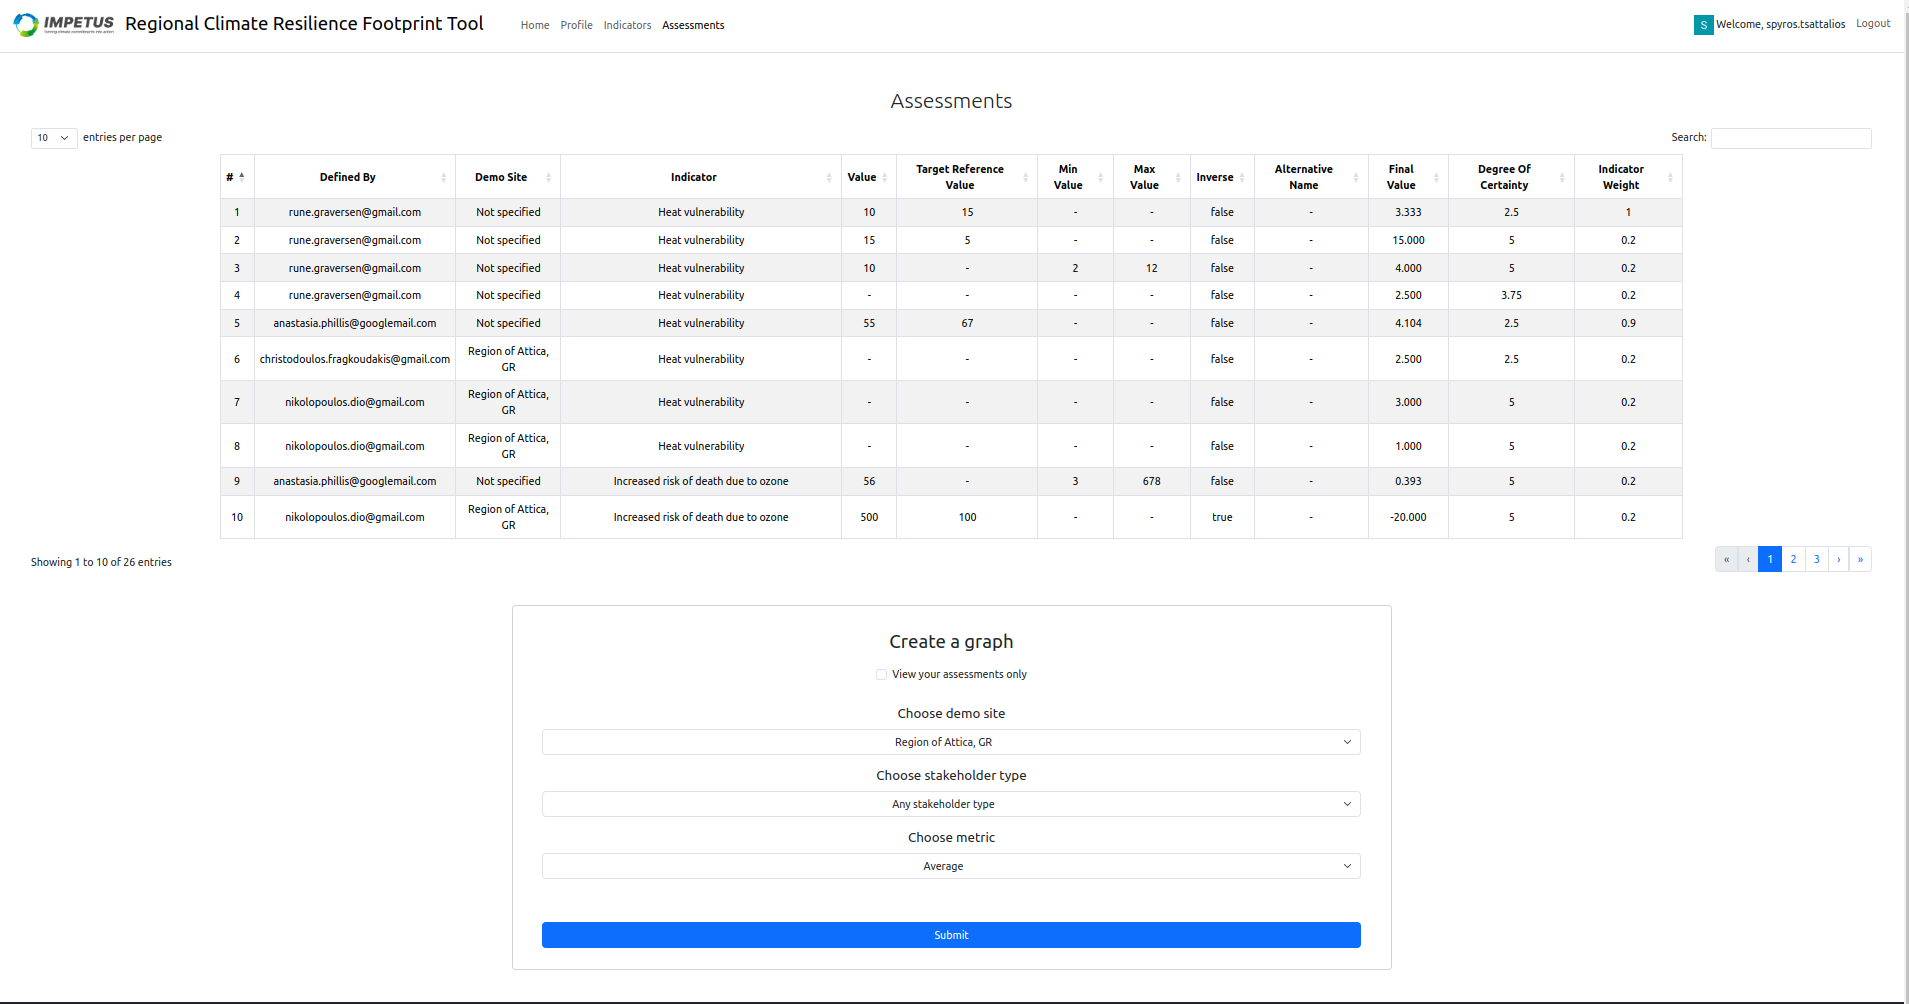 IMPETUS
Turning climate commitments into action
Regional Climate Resilience Footprint Tool
Home Profile Indicators Assessments
S Welcome, spyros.tsattalios Logout
Assessments
10 entries per page
Search:
# Defined By Demo Site Indicator Value Target Reference Value Min Value Max Value Inverse Alternative Name Final Value Degree Of Certainty Indicator Weight
1 rune.graversen@gmail.com Not specified Heat vulnerability 10 15 - - false - 3.333 2.5 1
2 rune.graversen@gmail.com Not specified Heat vulnerability 15 5 - - false - 15.000 5 0.2
3 rune.graversen@gmail.com Not specified Heat vulnerability 10 - 2 12 false - 4.000 5 0.2
4 rune.graversen@gmail.com Not specified Heat vulnerability - - - - false - 2.500 3.75 0.2
5 anastasia.phillis@googlemail.com Not specified Heat vulnerability 55 67 - - false - 4.104 2.5 0.9
6 christodoulos.fragkoudakis@gmail.com Region of Attica, GR Heat vulnerability - - - - false - 2.500 2.5 0.2
7 nikolopoulos.dio@gmail.com Region of Attica, GR Heat vulnerability - - - - false - 3.000 5 0.2
8 nikolopoulos.dio@gmail.com Region of Attica, GR Heat vulnerability - - - - false - 1.000 5 0.2
9 anastasia.phillis@googlemail.com Not specified Increased risk of death due to ozone 56 - 3 678 false - 0.393 5 0.2
10 nikolopoulos.dio@gmail.com Region of Attica, GR Increased risk of death due to ozone 500 100 - - true - -20.000 5 0.2
Showing 1 to 10 of 26 entries
« ‹ 1 2 3 › »
Create a graph
View your assessments only
Choose demo site
Region of Attica, GR
Choose stakeholder type
Any stakeholder type
Choose metric
Average
Submit